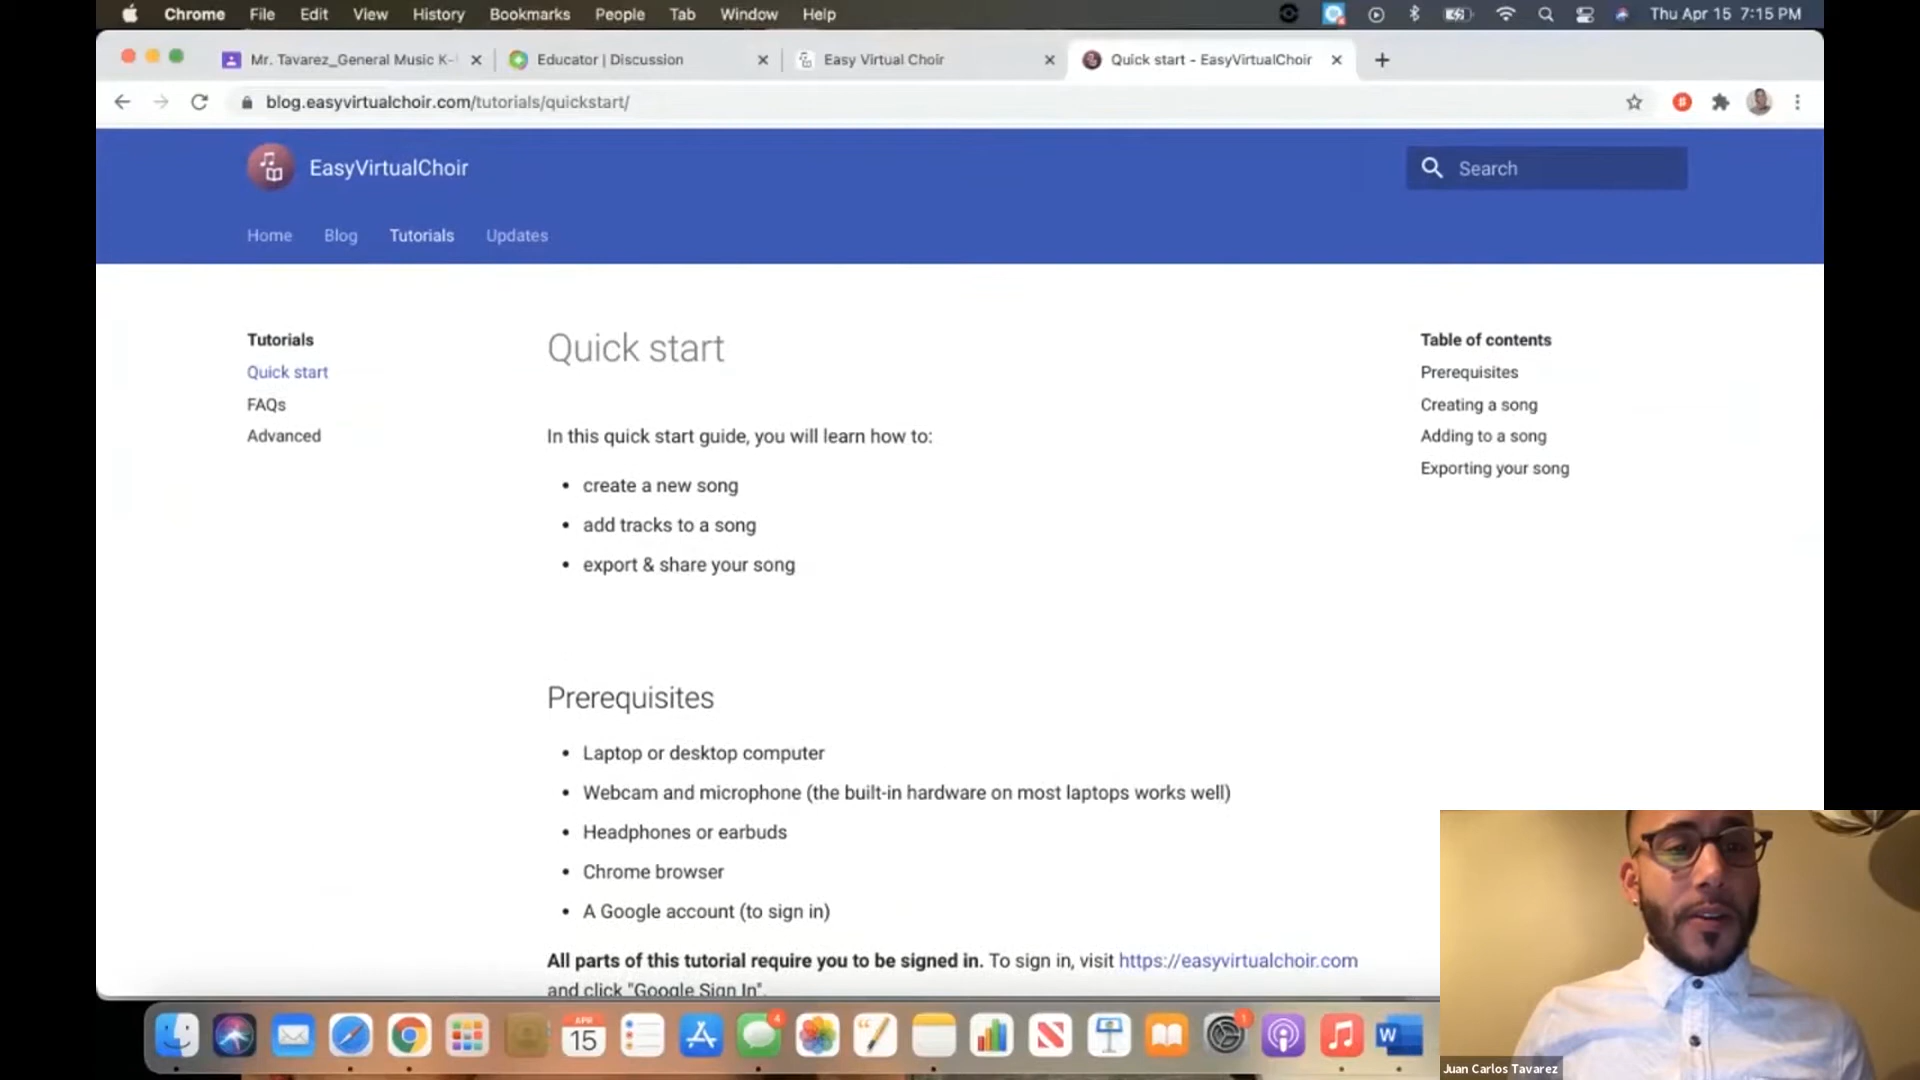 Chrome File Edit View History Bookmarks People Tab Window Help Thu Apr 15 7:15 PM
Mr. Tavarez_General Music K- Educator | Discussion Easy Virtual Choir Quick start - EasyVirtualChoir
blog.easyvirtualchoir.com/tutorials/quickstart/
EasyVirtualChoir
Search
Home Blog Tutorials Updates
Tutorials
Quick start
FAQs
Advanced
Quick start
In this quick start guide, you will learn how to:
• create a new song
• add tracks to a song
• export & share your song
Prerequisites
• Laptop or desktop computer
• Webcam and microphone (the built-in hardware on most laptops works well)
• Headphones or earbuds
• Chrome browser
• A Google account (to sign in)
All parts of this tutorial require you to be signed in. To sign in, visit https://easyvirtualchoir.com
and click "Google Sign In".
Table of contents
Prerequisites
Creating a song
Adding to a song
Exporting your song
APR
15
4
1
W
Juan Carlos Tavarez